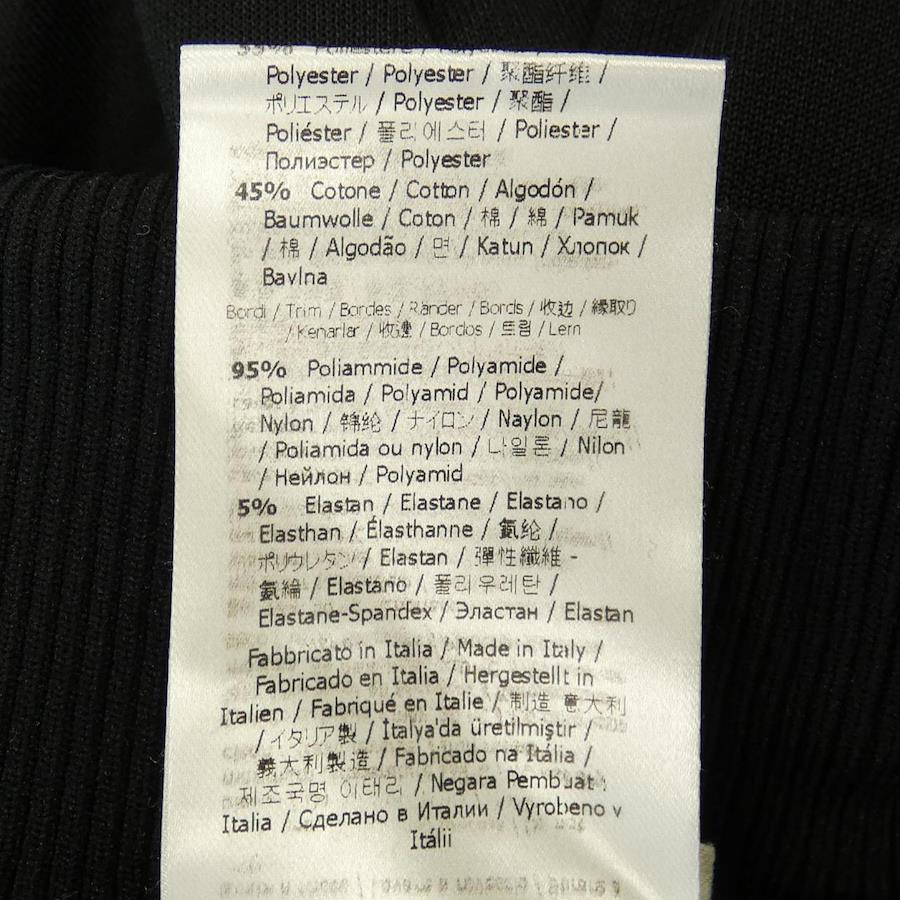 Polyester / Polyester / 聚酯纤维 /
ポリエステル / Polyester / 聚酯 /
Poliéster / 폴리에스터 / Poliester /
Полиэстер / Polyester
45% Cotone / Cotton / Algodón /
Baumwolle / Coton / 棉 / 綿 / Pamuk
/ 棉 / Algodão / 면 / Katun / Хлопок /
Bavlna
Bordi / Trim / Bordes / Ränder / Bords / 收边 / 縁取り
/ Kenarlar / 收邊 / Bordos / 트림 / Lem
95% Poliammide / Polyamide /
Poliamida / Polyamid / Polyamide/
Nylon / 锦纶 / ナイロン / Naylon / 尼龍
/ Poliamida ou nylon / 나일론 / Nilon
/ Нейлон / Polyamid
5% Elastan / Elastane / Elastano /
Elasthan / Élasthanne / 氨纶 /
ポリウレタン / Elastan / 彈性纖維 -
氨綸 / Elastano / 폴리우레탄 /
Elastane-Spandex / Эластан / Elastan
Fabbricato in Italia / Made in Italy /
Fabricado en Italia / Hergestellt in
Italien / Fabriqué en Italie / 制造 意大利
/ イタリア製 / İtalya'da üretilmiştir /
義大利製造 / Fabricado na Itália /
제조국명 이태리 / Negara Pembuat :
Italia / Сделано в Италии / Vyrobeno v
Itálii